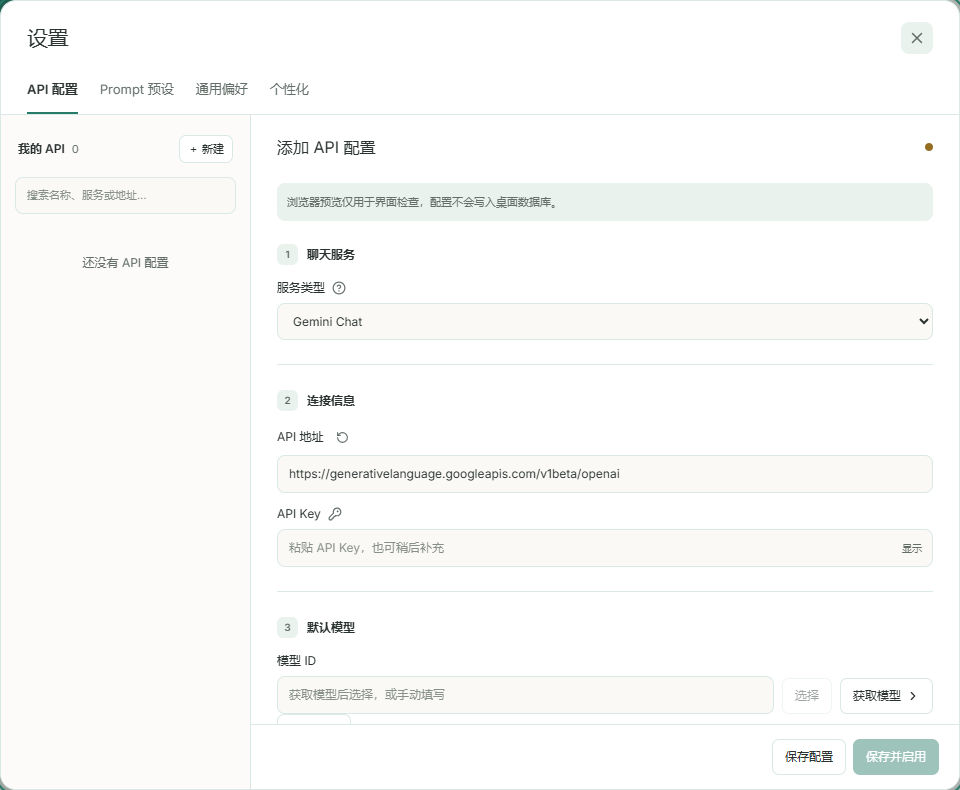 设置
API 配置
Prompt 预设
通用偏好
个性化
我的 API 0
+ 新建
搜索名称、服务或地址...
还没有 API 配置
添加 API 配置
浏览器预览仅用于界面检查，配置不会写入桌面数据库。
1 聊天服务
服务类型
Gemini Chat
2 连接信息
API 地址
https://generativelanguage.googleapis.com/v1beta/openai
API Key
粘贴 API Key，也可稍后补充
显示
3 默认模型
模型 ID
获取模型后选择，或手动填写
选择
获取模型
保存配置
保存并启用